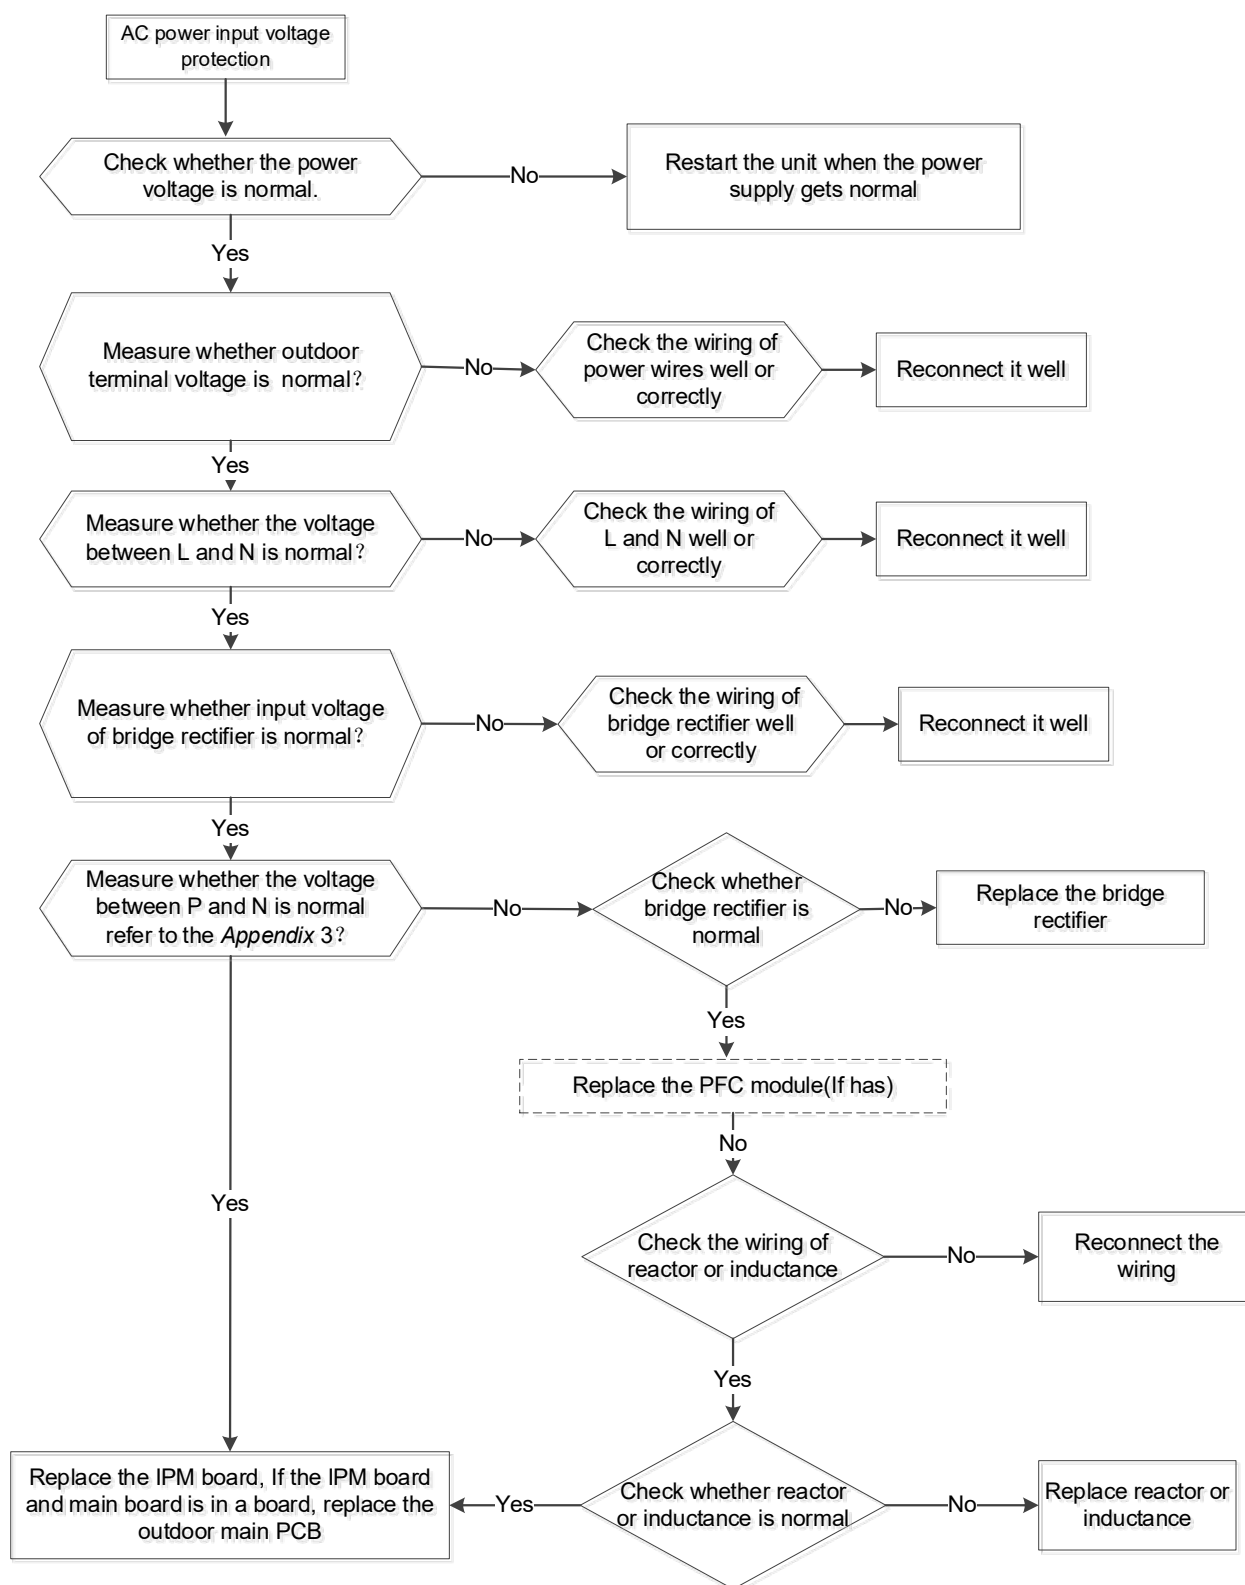 AC power input voltage
protection
Check whether the power
voltage is normal.
No
Restart the unit when the power
supply gets normal
Yes
Measure whether outdoor
terminal voltage is  normal?
No
Check the wiring of
power wires well or
correctly
Reconnect it well
Yes
Measure whether the voltage
between L and N is normal?
No
Check the wiring of
L and N well or
correctly
Reconnect it well
Yes
Measure whether input voltage
of bridge rectifier is normal?
No
Check the wiring of
bridge rectifier well
or correctly
Reconnect it well
Yes
Measure whether the voltage
between P and N is normal
refer to the Appendix 3?
No
Check whether
bridge rectifier is
normal
No
Replace the bridge
rectifier
Yes
Replace the PFC module(If has)
No
Yes
Check the wiring of
reactor or inductance
No
Reconnect the
wiring
Yes
Replace the IPM board, If the IPM board
and main board is in a board, replace the
outdoor main PCB
Yes
Check whether reactor
or inductance is normal
No
Replace reactor or
inductance